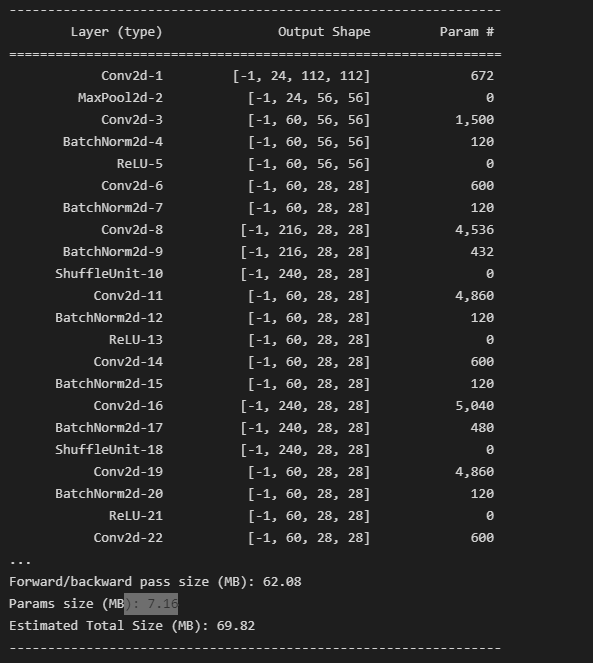 ----------------------------------------------------------------
        Layer (type)               Output Shape         Param #
================================================================
            Conv2d-1         [-1, 24, 112, 112]             672
         MaxPool2d-2           [-1, 24, 56, 56]               0
            Conv2d-3           [-1, 60, 56, 56]           1,500
       BatchNorm2d-4           [-1, 60, 56, 56]             120
              ReLU-5           [-1, 60, 56, 56]               0
            Conv2d-6           [-1, 60, 28, 28]             600
       BatchNorm2d-7           [-1, 60, 28, 28]             120
            Conv2d-8          [-1, 216, 28, 28]           4,536
       BatchNorm2d-9          [-1, 216, 28, 28]             432
      ShuffleUnit-10          [-1, 240, 28, 28]               0
           Conv2d-11           [-1, 60, 28, 28]           4,860
      BatchNorm2d-12           [-1, 60, 28, 28]             120
             ReLU-13           [-1, 60, 28, 28]               0
           Conv2d-14           [-1, 60, 28, 28]             600
      BatchNorm2d-15           [-1, 60, 28, 28]             120
           Conv2d-16          [-1, 240, 28, 28]           5,040
      BatchNorm2d-17          [-1, 240, 28, 28]             480
      ShuffleUnit-18          [-1, 240, 28, 28]               0
           Conv2d-19           [-1, 60, 28, 28]           4,860
      BatchNorm2d-20           [-1, 60, 28, 28]             120
             ReLU-21           [-1, 60, 28, 28]               0
           Conv2d-22           [-1, 60, 28, 28]             600
...
Forward/backward pass size (MB): 62.08
Params size (MB): 7.16
Estimated Total Size (MB): 69.82
----------------------------------------------------------------